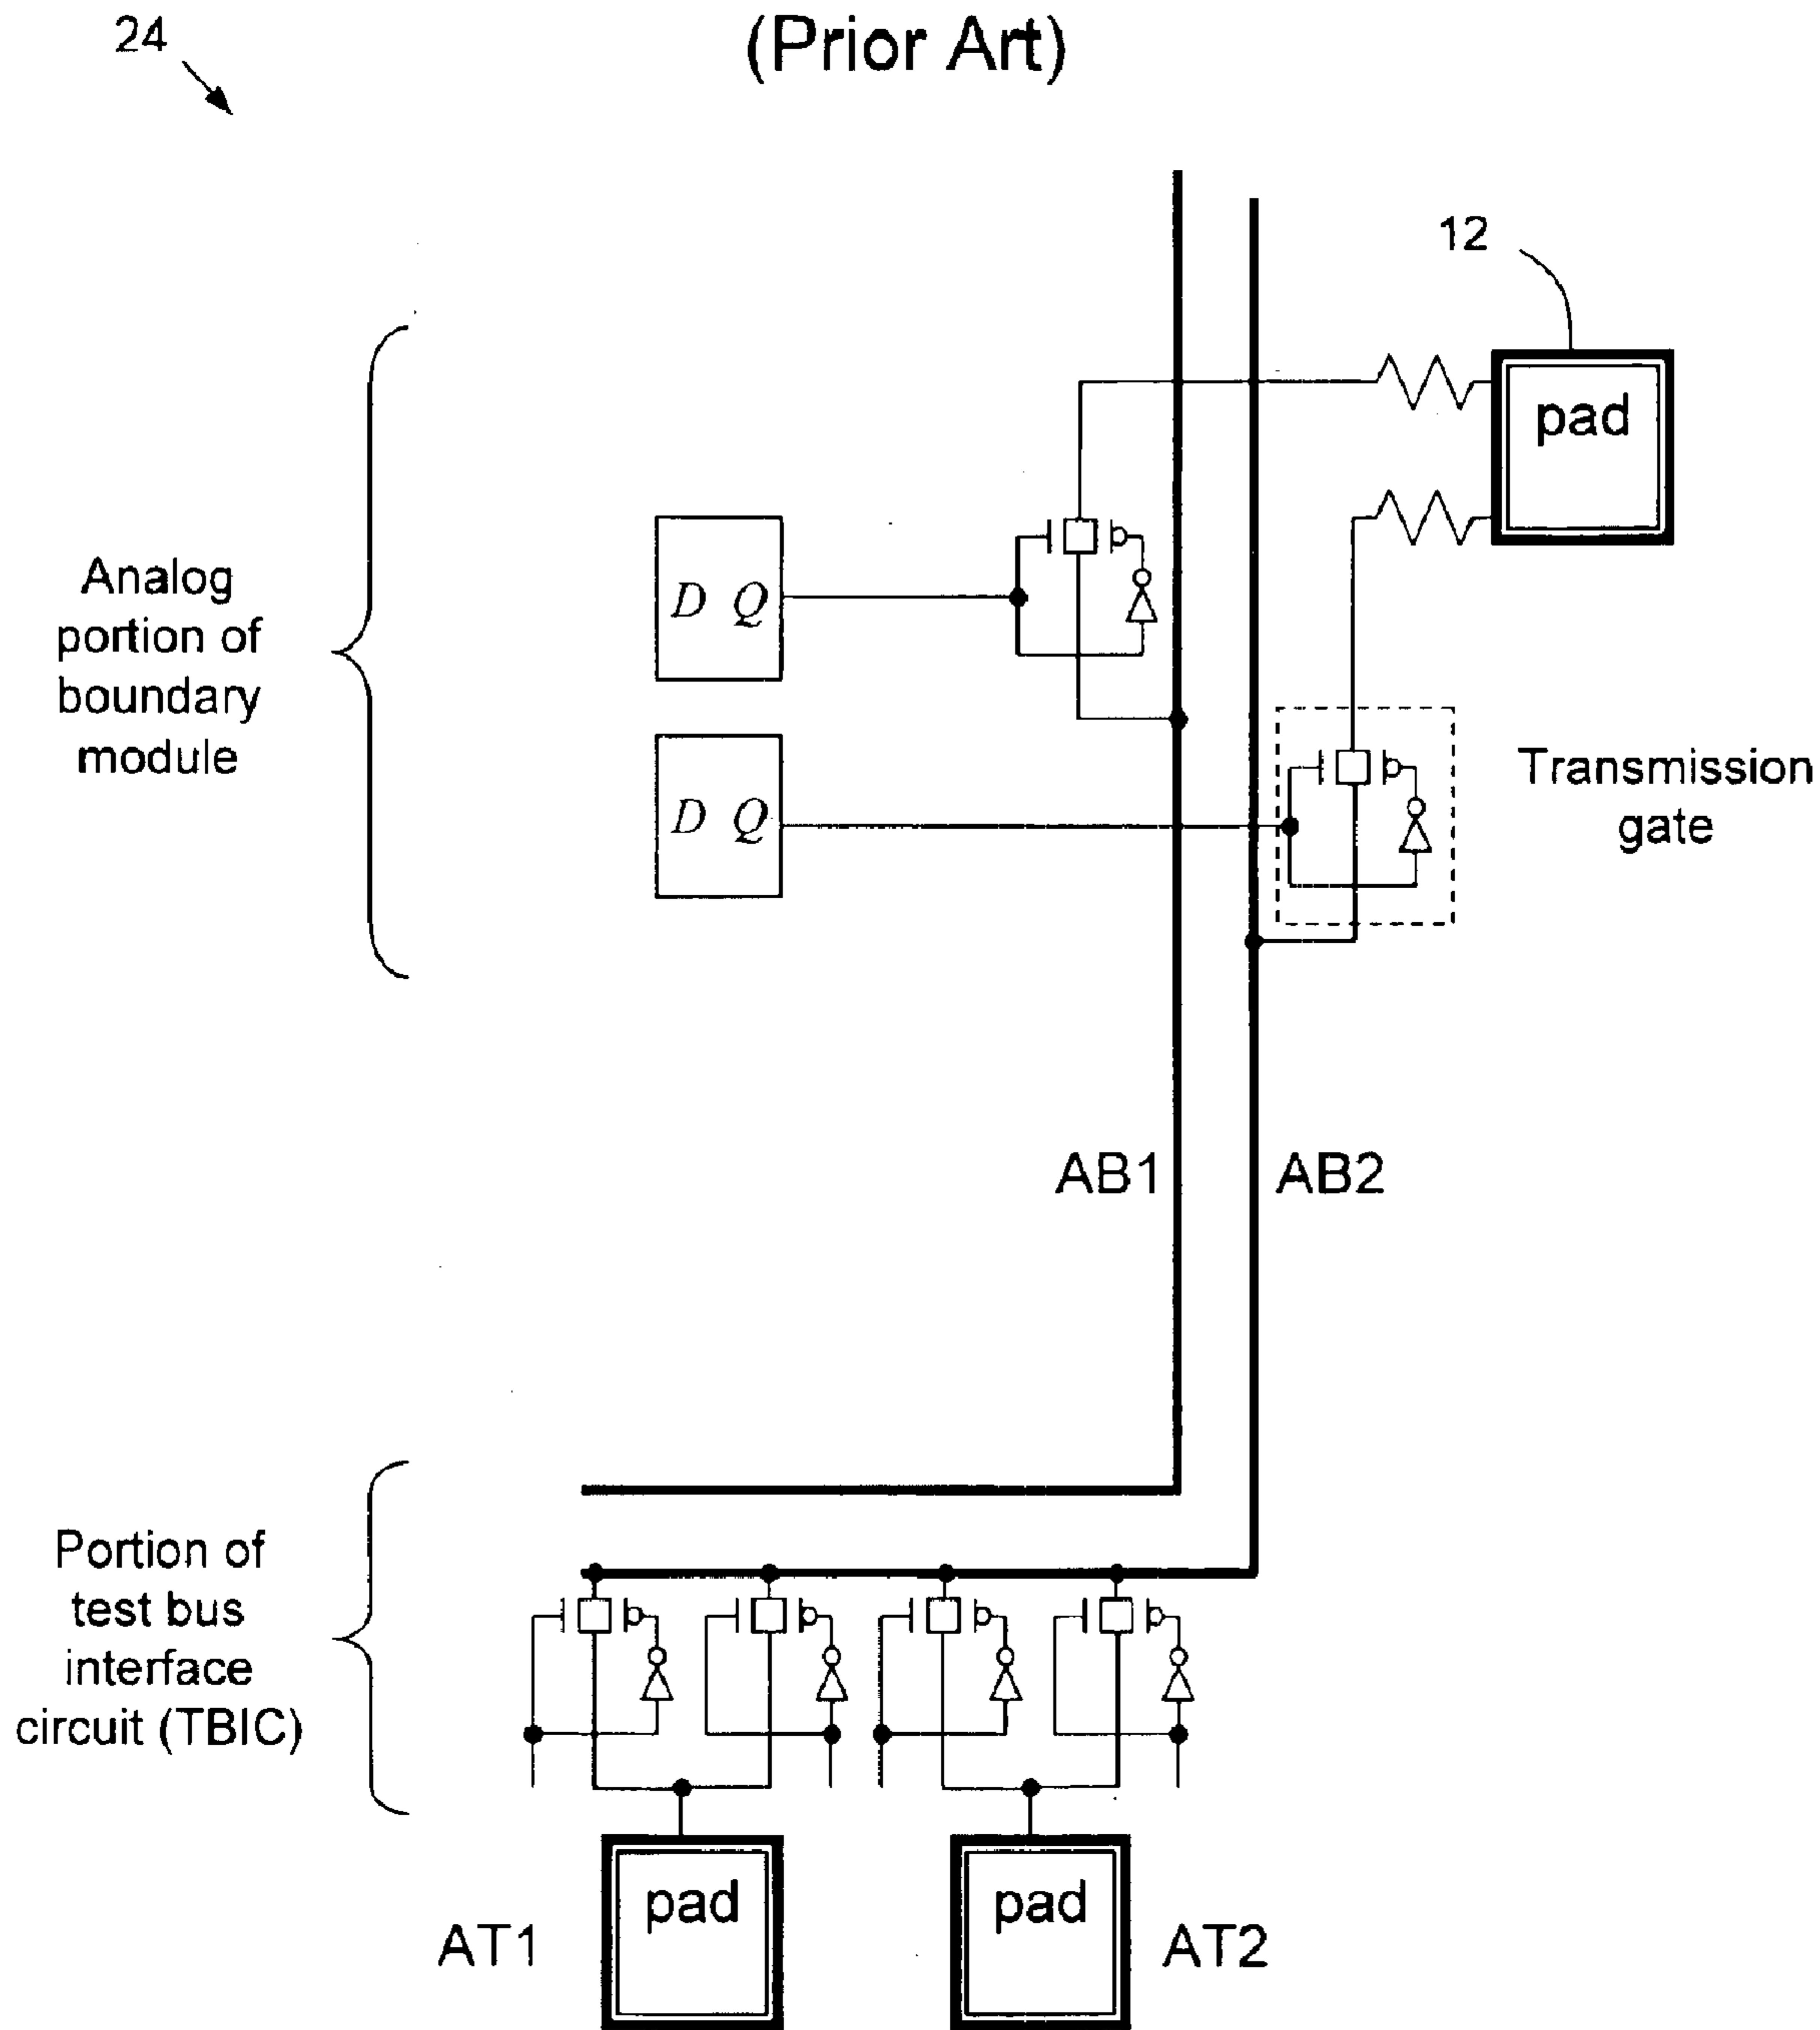 24
(Prior Art)
12
pad
Analog
portion of
boundary
module
D Q
D Q
Transmission
gate
AB1
AB2
Portion of
test bus
interface
circuit (TBIC)
pad
pad
AT1
AT2